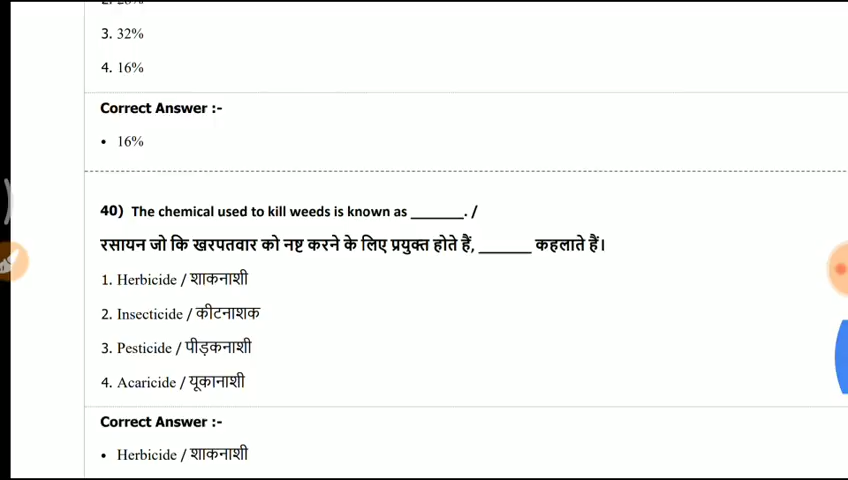 3. 32%
4. 16%
Correct Answer :-
• 16%
40) The chemical used to kill weeds is known as _______. /
रसायन जो कि खरपतवार को नष्ट करने के लिए प्रयुक्त होते हैं, _______ कहलाते हैं।
1. Herbicide / शाकनाशी
2. Insecticide / कीटनाशक
3. Pesticide / पीड़कनाशी
4. Acaricide / यूकानाशी
Correct Answer :-
• Herbicide / शाकनाशी